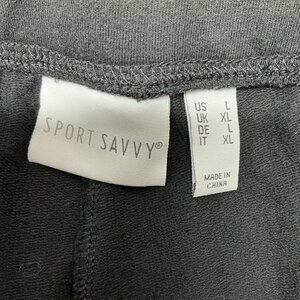 SPORT SAVVY®
US L
UK XL
DE L
IT XL
MADE IN
CHINA